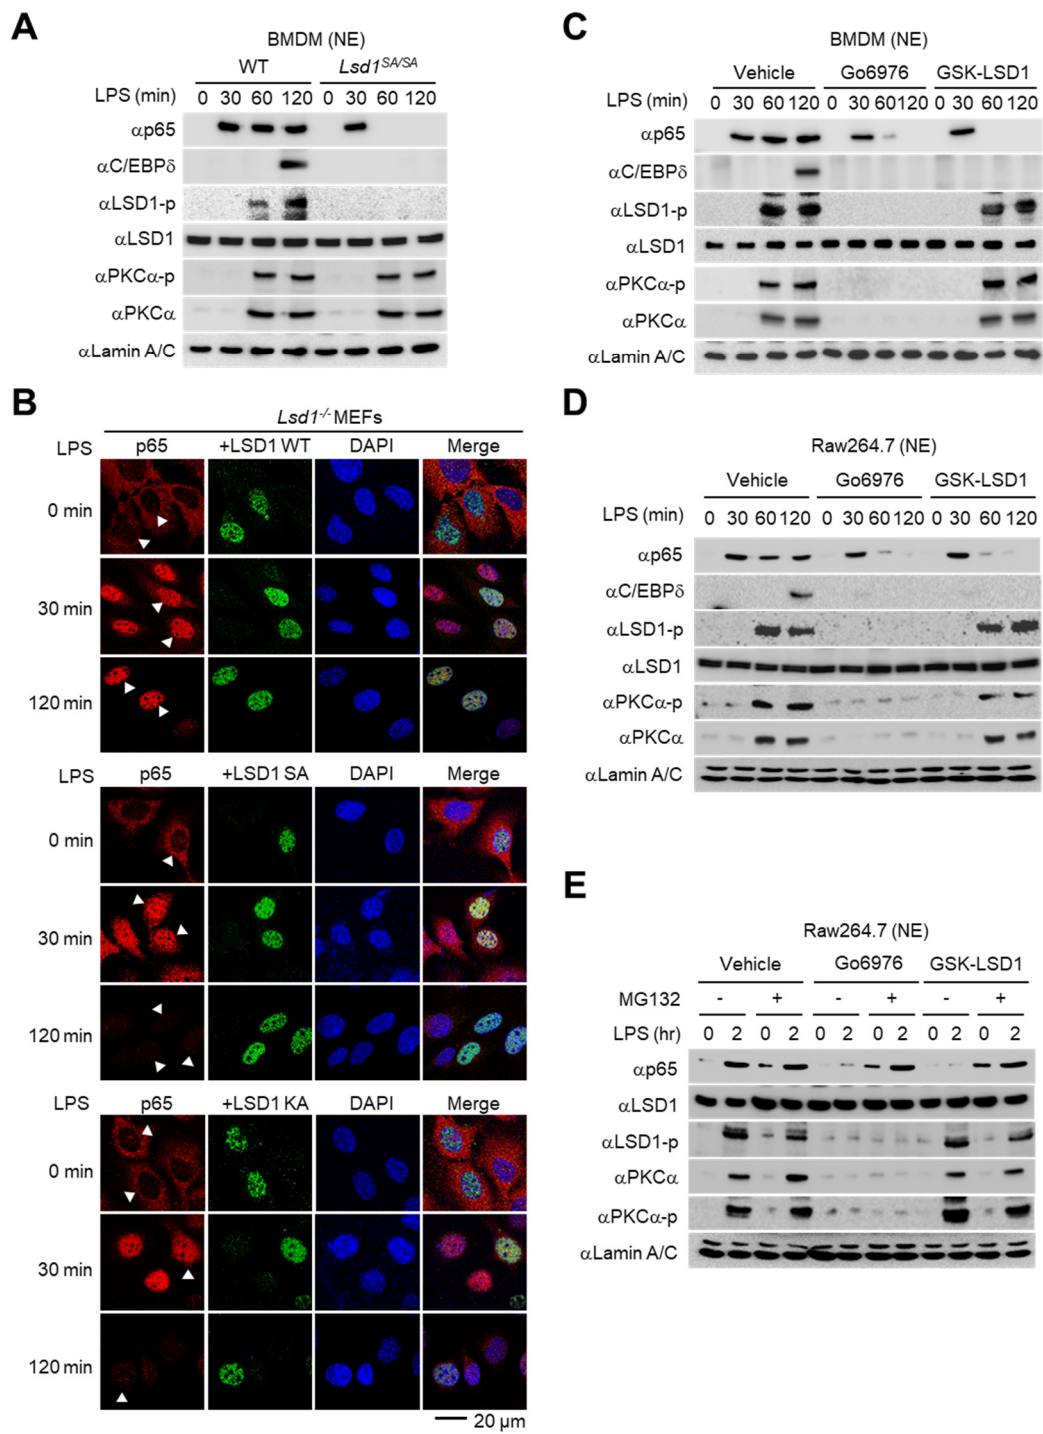 A
BMDM (NE)
WT Lsd1SA/SA
LPS (min) 0 30 60 120 0 30 60 120
αp65
αC/EBPδ
αLSD1-p
αLSD1
αPKCα-p
αPKCα
αLamin A/C
B
Lsd1-/- MEFs
LPS p65 +LSD1 WT DAPI Merge
0 min
30 min
120 min
LPS p65 +LSD1 SA DAPI Merge
0 min
30 min
120 min
LPS p65 +LSD1 KA DAPI Merge
0 min
30 min
120 min
20 µm
C
BMDM (NE)
Vehicle Go6976 GSK-LSD1
LPS (min) 0 30 60 120 0 30 60 120 0 30 60 120
αp65
αC/EBPδ
αLSD1-p
αLSD1
αPKCα-p
αPKCα
αLamin A/C
D
Raw264.7 (NE)
Vehicle Go6976 GSK-LSD1
LPS (min) 0 30 60 120 0 30 60 120 0 30 60 120
αp65
αC/EBPδ
αLSD1-p
αLSD1
αPKCα-p
αPKCα
αLamin A/C
E
Raw264.7 (NE)
Vehicle Go6976 GSK-LSD1
MG132 - + - + - +
LPS (hr) 0 2 0 2 0 2 0 2 0 2 0 2
αp65
αLSD1
αLSD1-p
αPKCα
αPKCα-p
αLamin A/C